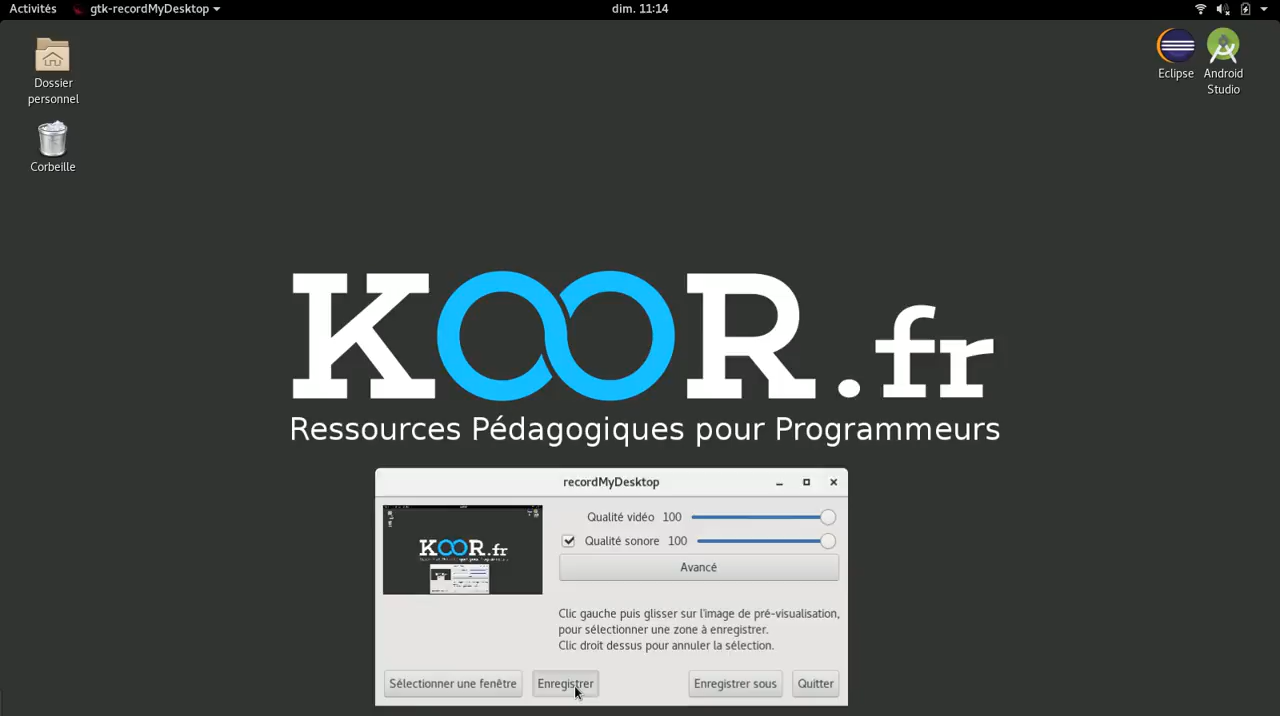 Activités
gtk-recordMyDesktop
dim. 11:14
Dossier
personnel
Corbeille
Eclipse
Android
Studio
KOOR.fr
Ressources Pédagogiques pour Programmeurs
recordMyDesktop
Qualité vidéo 100
Qualité sonore 100
Avancé
Clic gauche puis glisser sur l'image de pré-visualisation,
pour sélectionner une zone à enregistrer.
Clic droit dessus pour annuler la sélection.
Sélectionner une fenêtre
Enregistrer
Enregistrer sous
Quitter
KOOR.fr